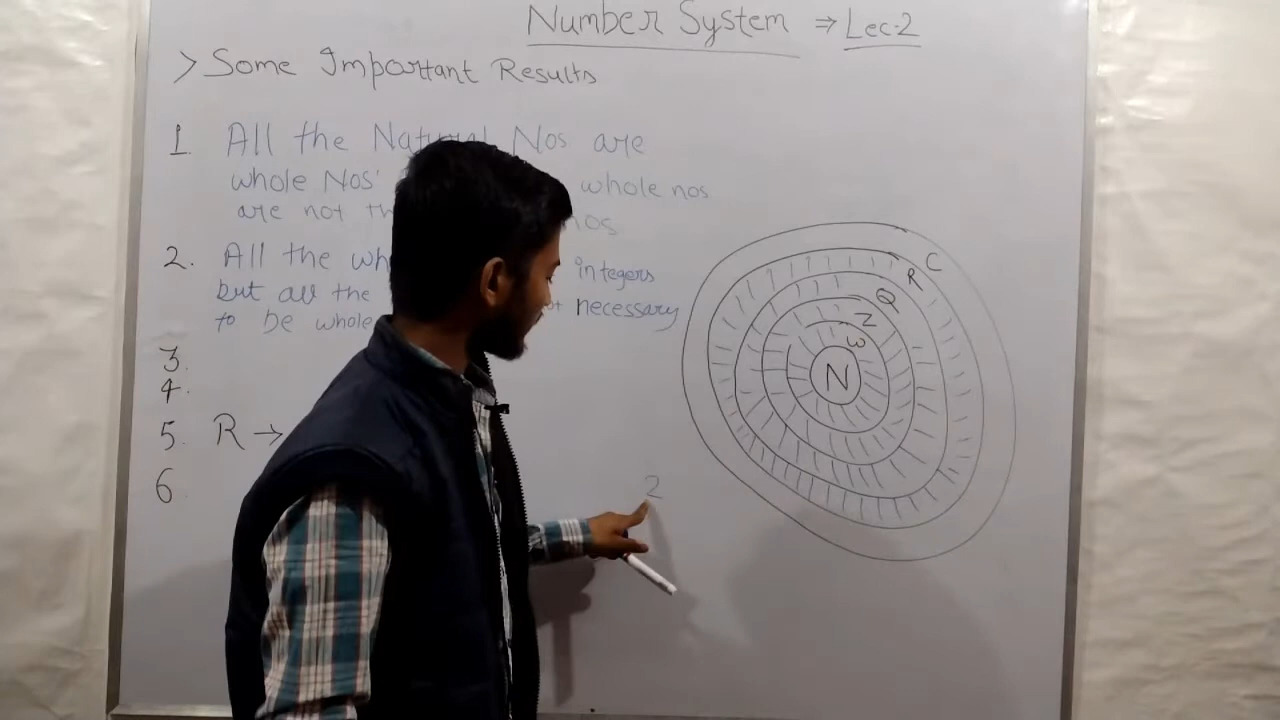 Number System ⇒ Lec-2
> Some Important Results
1. All the Nos are
whole Nos whole nos
are not nos
2. All the integers
but all the necessary
to be whole
3.
4.
5. R →
6.
2
C
R
Q
Z
W
N